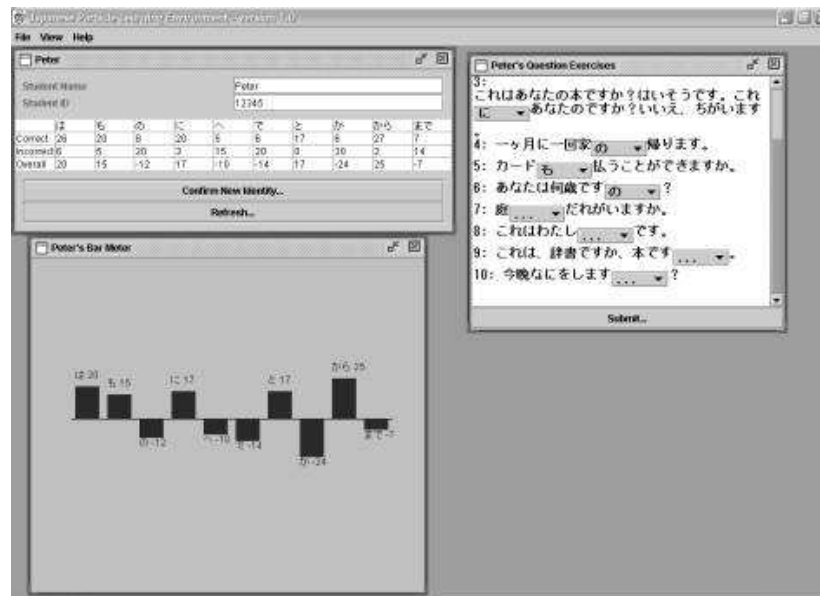 Japanese Particle Learning Environment, version 1.0
File View Help
Peter
Student Name Peter
Student ID 12345
は も の に へ で と か から まで
Correct 26 20 8 20 5 6 17 6 27 7
Incorrect 6 5 20 3 15 20 0 30 2 14
Overall 20 15 -12 17 -10 -14 17 -24 25 -7
Confirm New Identity...
Refresh...
Peter's Bar Meter
は 20
も 15
の -12
に 17
へ -10
で -14
と 17
か -24
から 25
まで -7
Peter's Question Exercises
3:
これはあなたの本ですか？はいそうです。これ
に あなたのですか？いいえ、ちがいます
。
4: 一ヶ月に一回家 の 帰ります。
5: カード も 払うことができますか。
6: あなたは何歳です の ？
7: 庭 ... だれがいますか。
8: これはわたし ... です。
9: これは、辞書ですか、本です ... 。
10: 今晩なにをします ... ？
Submit...